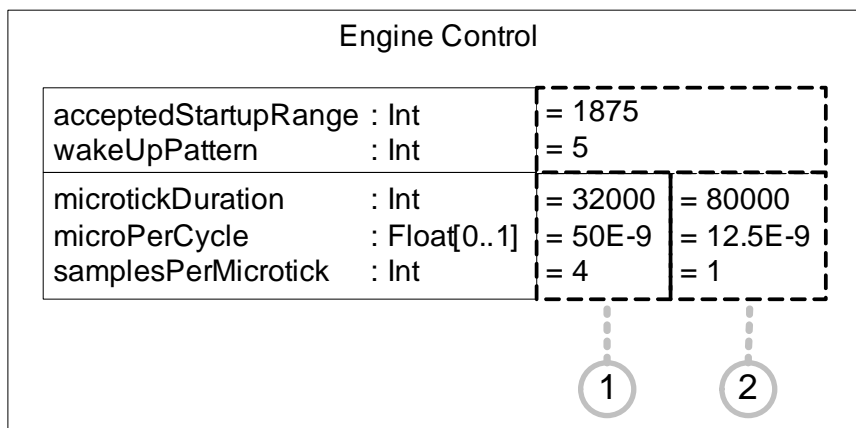 Engine Control
acceptedStartupRange : Int = 1875
wakeUpPattern : Int = 5
microtickDuration : Int = 32000 = 80000
microPerCycle : Float[0..1] = 50E-9 = 12.5E-9
samplesPerMicrotick : Int = 4 = 1
1 2